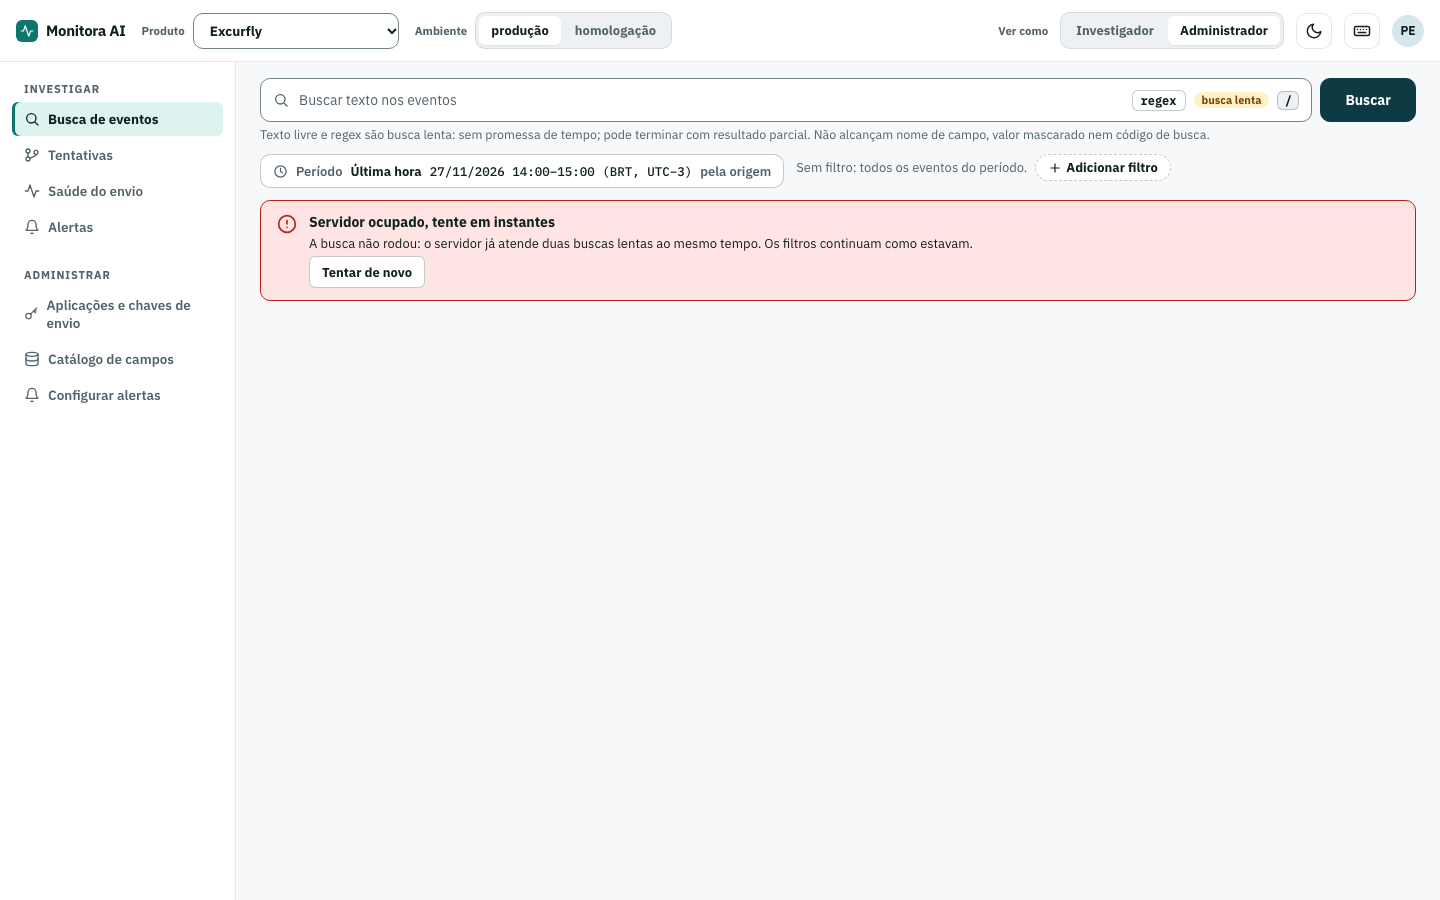 Monitora AI
Produto
Excurfly
Ambiente
produção
homologação
Ver como
Investigador
Administrador
PE
INVESTIGAR
Busca de eventos
Tentativas
Saúde do envio
Alertas
ADMINISTRAR
Aplicações e chaves de
envio
Catálogo de campos
Configurar alertas
Buscar texto nos eventos
regex
busca lenta
/
Buscar
Texto livre e regex são busca lenta: sem promessa de tempo; pode terminar com resultado parcial. Não alcançam nome de campo, valor mascarado nem código de busca.
Período Última hora 27/11/2026 14:00–15:00 (BRT, UTC−3) pela origem
Sem filtro: todos os eventos do período.
+ Adicionar filtro
Servidor ocupado, tente em instantes
A busca não rodou: o servidor já atende duas buscas lentas ao mesmo tempo. Os filtros continuam como estavam.
Tentar de novo